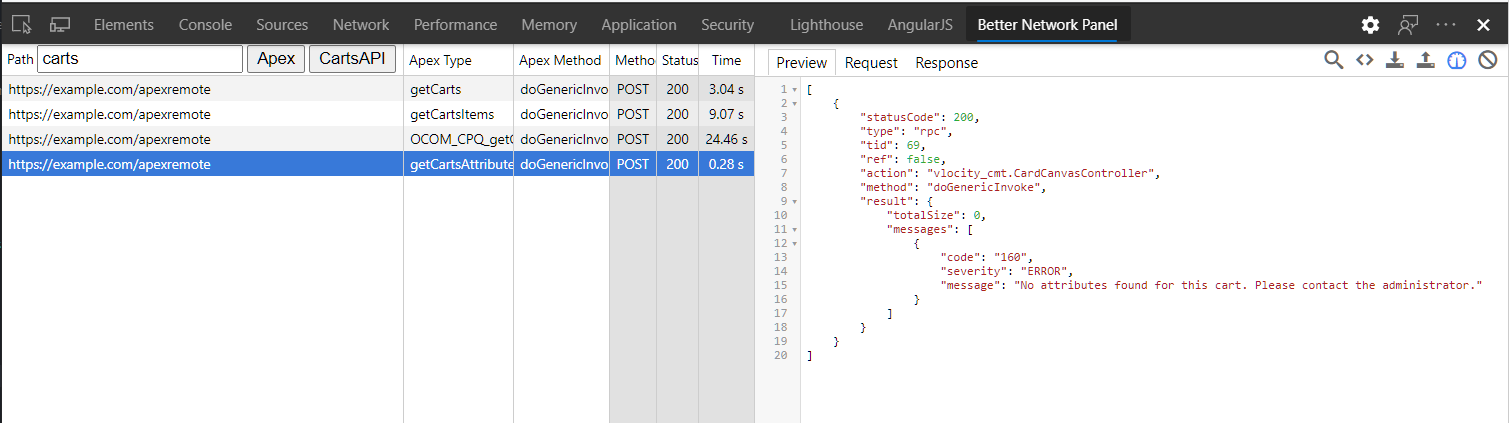 Elements Console Sources Network Performance Memory Application Security Lighthouse AngularJS Better Network Panel
Path carts Apex CartsAPI Apex Type Apex Method Metho Status Time Preview Request Response
https://example.com/apexremote getCarts doGenericInvo POST 200 3.04 s
https://example.com/apexremote getCartsItems doGenericInvo POST 200 9.07 s
https://example.com/apexremote OCOM_CPQ_getC doGenericInvo POST 200 24.46 s
https://example.com/apexremote getCartsAttribute doGenericInvo POST 200 0.28 s
1 [
2 {
3 "statusCode": 200,
4 "type": "rpc",
5 "tid": 69,
6 "ref": false,
7 "action": "vlocity_cmt.CardCanvasController",
8 "method": "doGenericInvoke",
9 "result": {
10 "totalSize": 0,
11 "messages": [
12 {
13 "code": "160",
14 "severity": "ERROR",
15 "message": "No attributes found for this cart. Please contact the administrator."
16 }
17 ]
18 }
19 }
20 ]